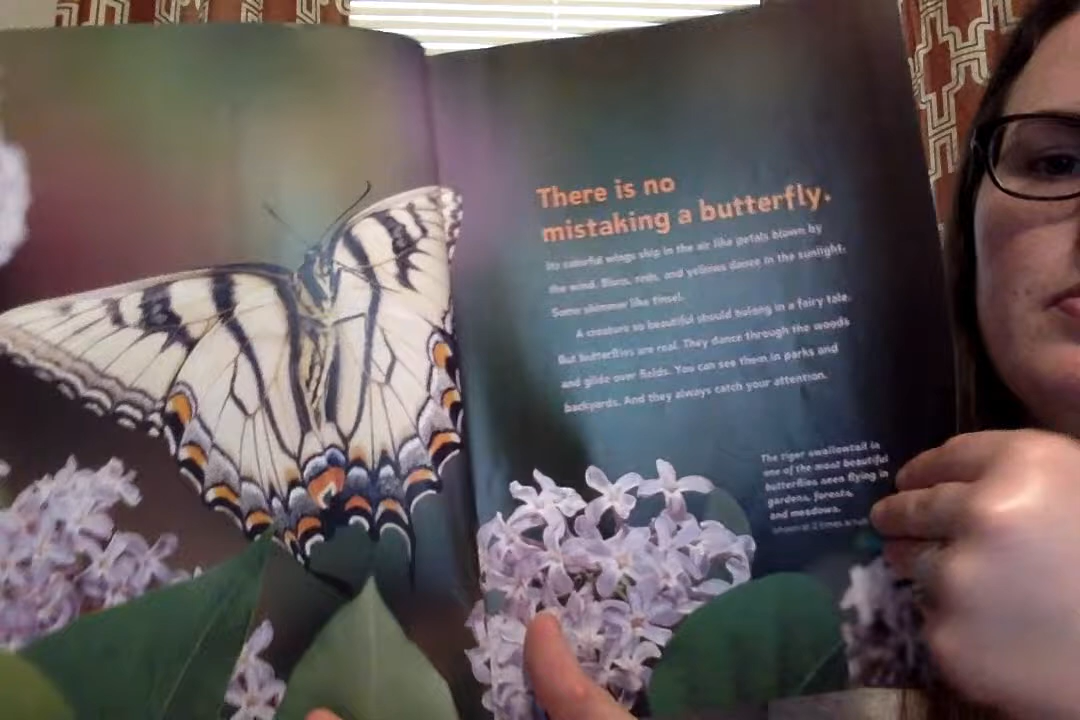 There is no
mistaking a butterfly.
Its colorful wings skip in the air like petals blown by
the wind. Blues, reds, and yellows dance in the sunlight.
Some shimmer like tinsel.
A creature so beautiful should belong in a fairy tale.
But butterflies are real. They dance through the woods
and glide over fields. You can see them in parks and
backyards. And they always catch your attention.
The tiger swallowtail is
one of the most beautiful
butterflies seen flying in
gardens, forests,
and meadows.